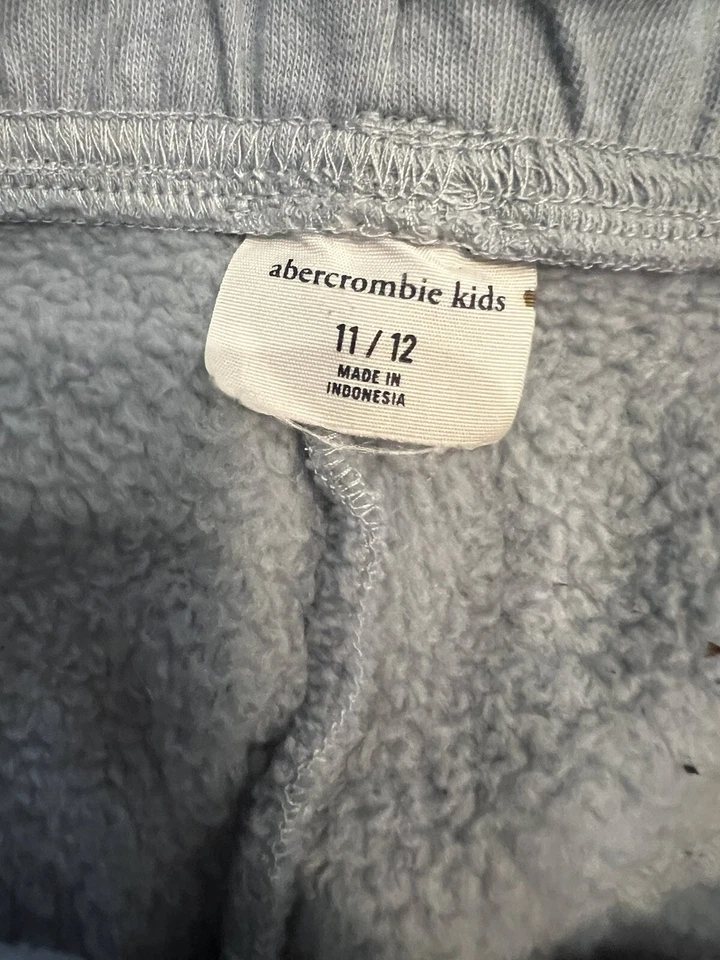 abercrombie kids
11 / 12
MADE IN
INDONESIA